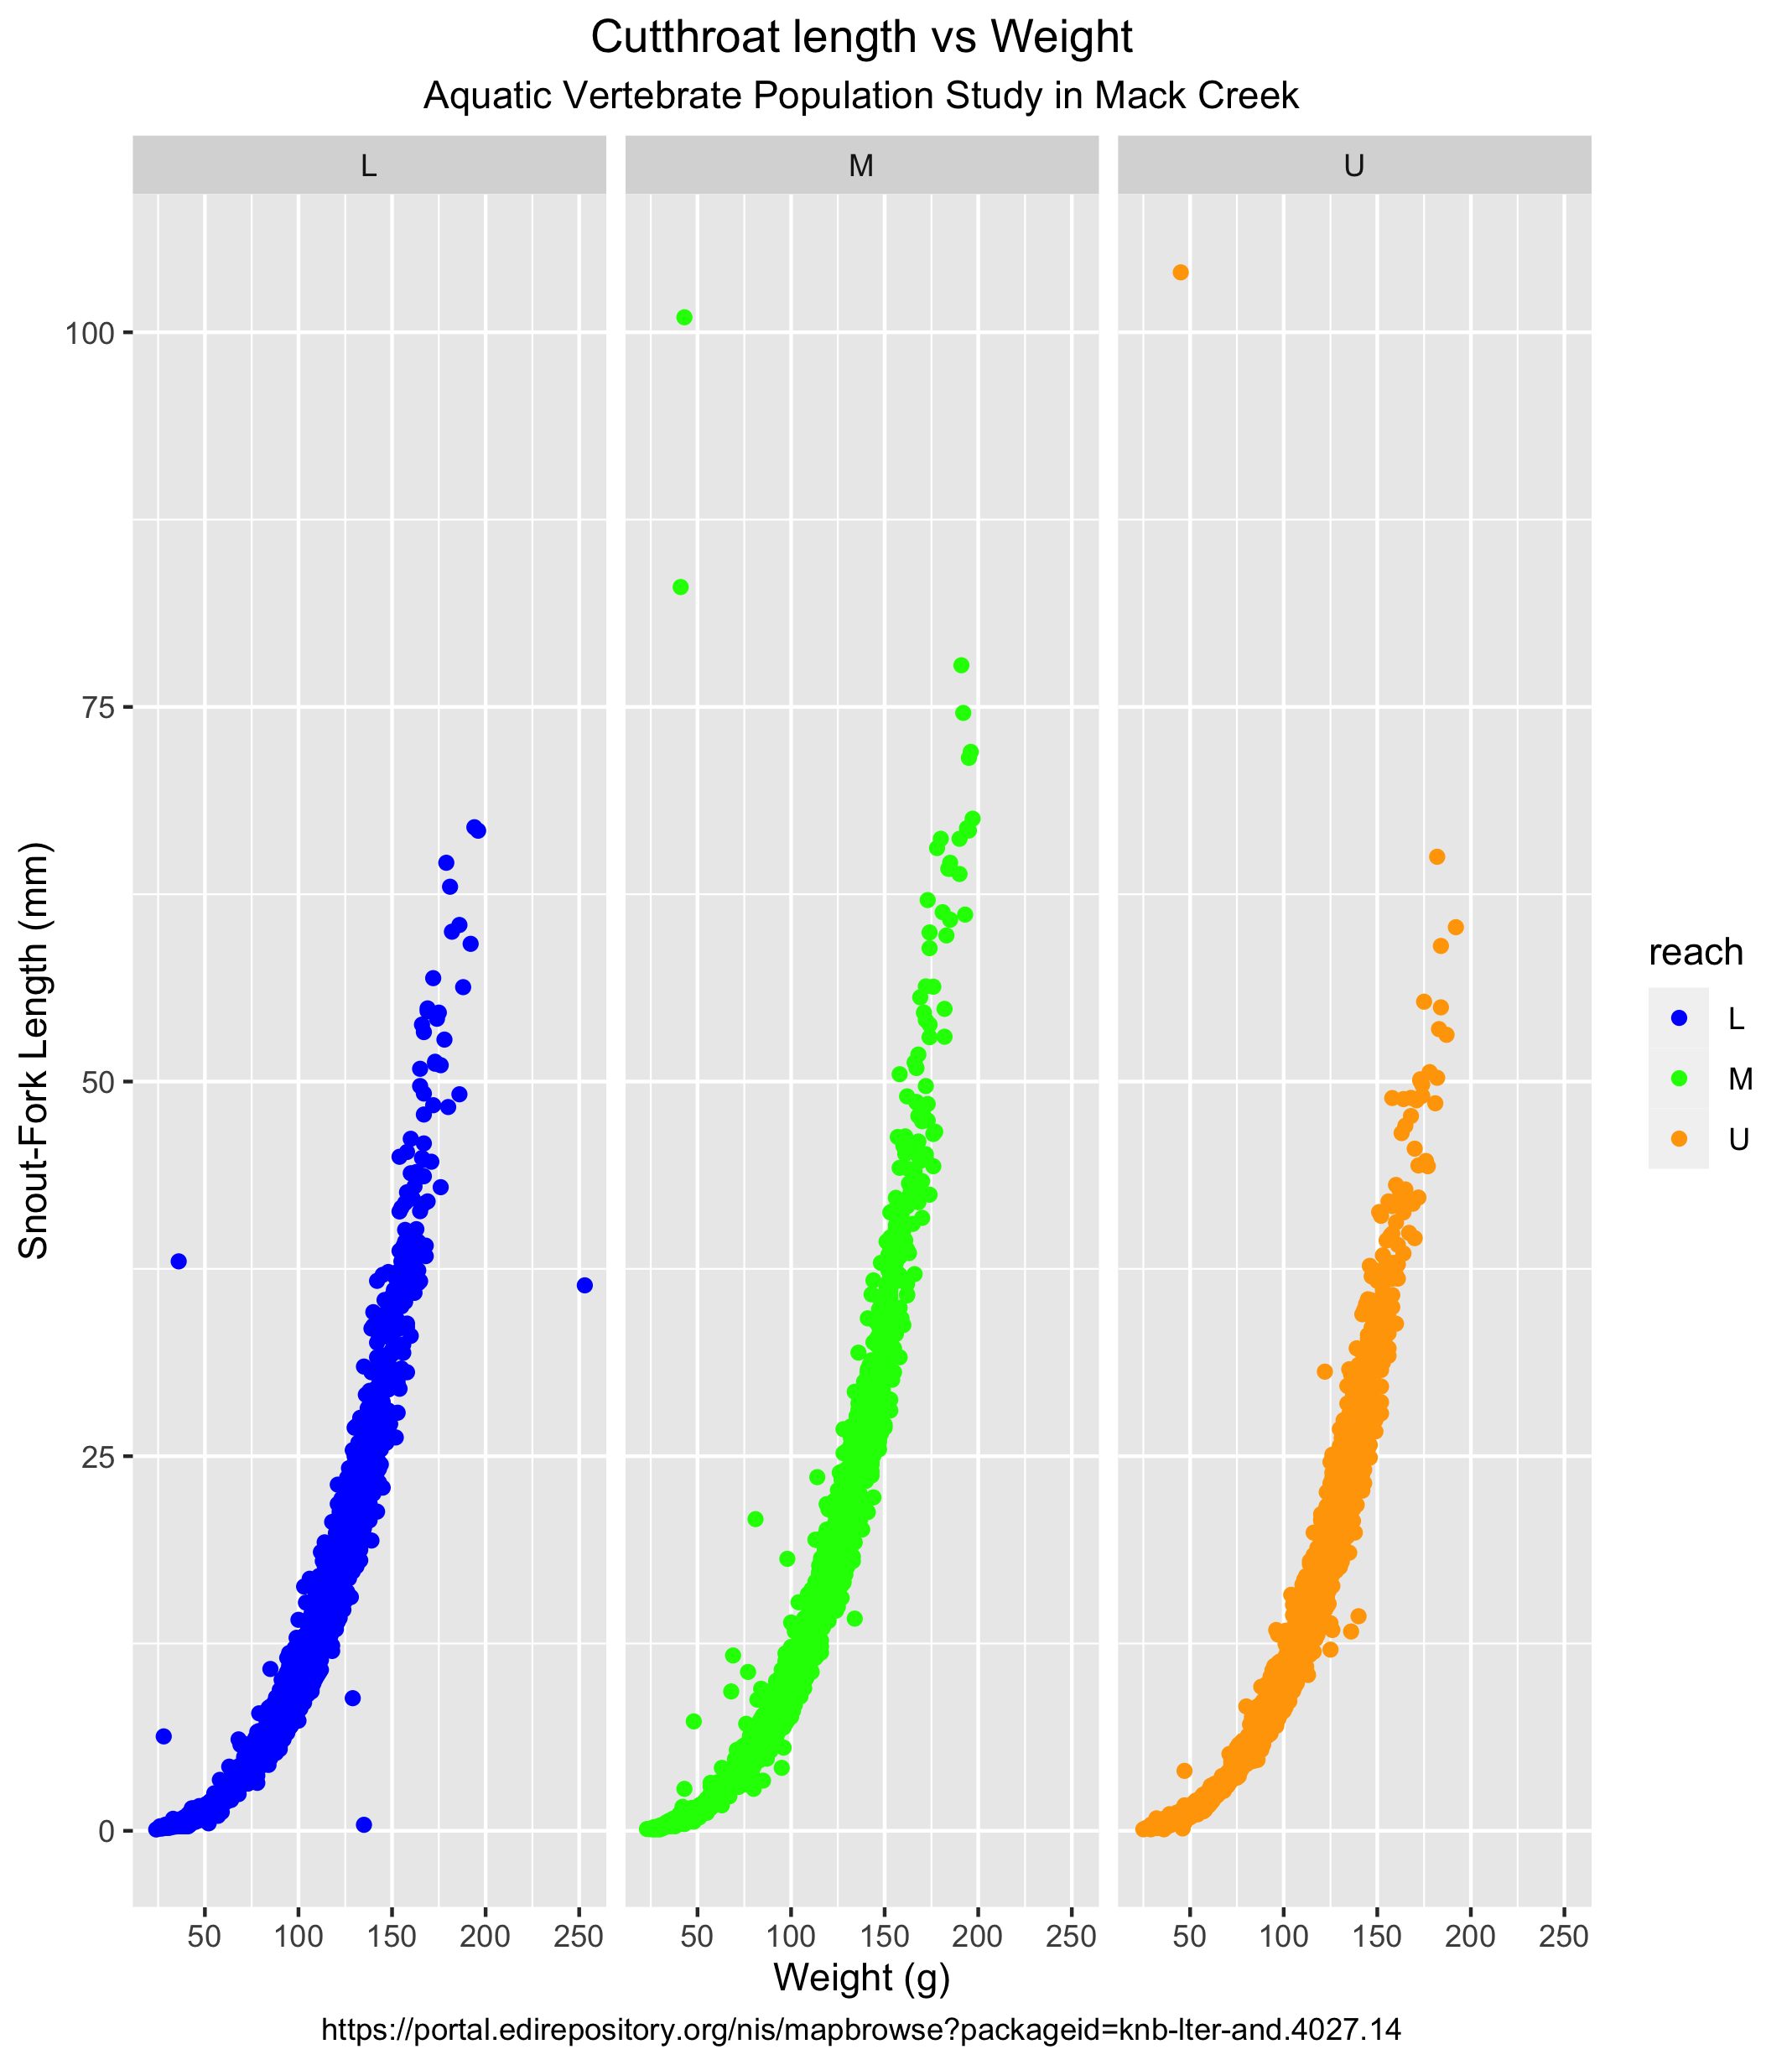 Cutthroat length vs Weight
Aquatic Vertebrate Population Study in Mack Creek
L M U
100
75
50
25
0
Snout-Fork Length (mm)
50 100 150 200 250 50 100 150 200 250 50 100 150 200 250
Weight (g)
https://portal.edirepository.org/nis/mapbrowse?packageid=knb-lter-and.4027.14
reach
L
M
U